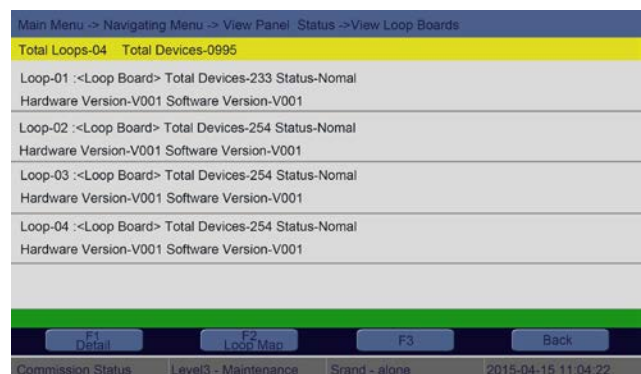 Main Menu -> Navigating Menu -> View Panel Status ->View Loop Boards
Total Loops-04 Total Devices-0995
Loop-01 :<Loop Board> Total Devices-233 Status-Nomal
Hardware Version-V001 Software Version-V001
Loop-02 :<Loop Board> Total Devices-254 Status-Nomal
Hardware Version-V001 Software Version-V001
Loop-03 :<Loop Board> Total Devices-254 Status-Nomal
Hardware Version-V001 Software Version-V001
Loop-04 :<Loop Board> Total Devices-254 Status-Nomal
Hardware Version-V001 Software Version-V001
F1 F2 F3 Back
Detail Loop Map
Commission Status Level3 - Maintenance Srand - alone 2015-04-15 11:04:22